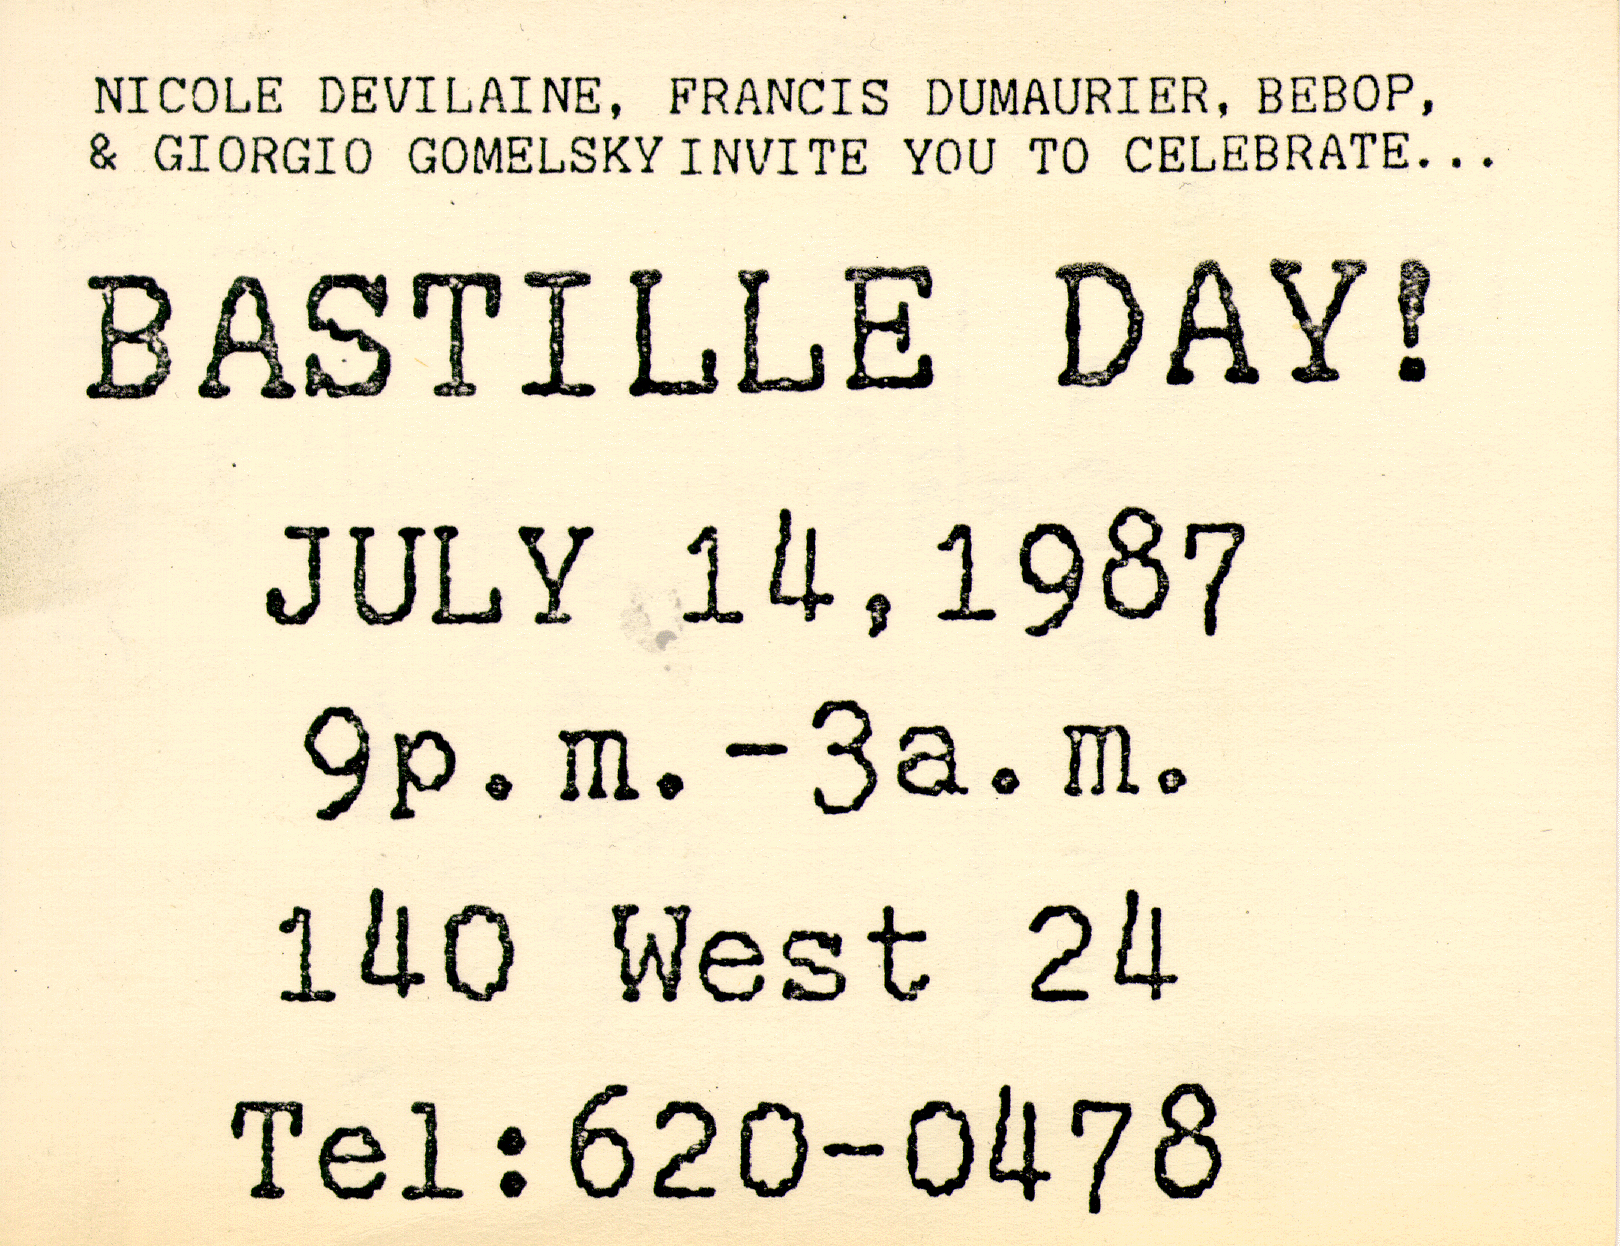 NICOLE DEVILAINE, FRANCIS DUMAURIER, BEBOP,
& GIORGIO GOMELSKY INVITE YOU TO CELEBRATE...
BASTILLE DAY!
JULY 14,1987
9p.m.-3a.m.
140 West 24
Tel:620-0478